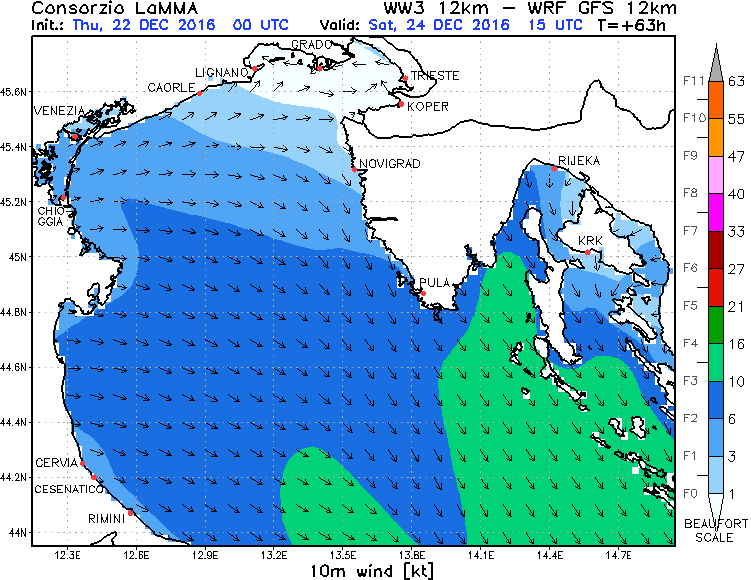 Consorzio LaMMA WW3 12km – WRF GFS 12km
Init.: Thu, 22 DEC 2016 00 UTC Valid: Sat, 24 DEC 2016 15 UTC T=+63h
GRADO
LIGNANO
TRIESTE
CAORLE
KOPER
VENEZIA
NOVIGRAD
RIJEKA
CHIO-
GGIA
KRK
PULA
CERVIA
CESENATICO
RIMINI
45.6N
45.4N
45.2N
45N
44.8N
44.6N
44.4N
44.2N
44N
12.3E 12.6E 12.9E 13.2E 13.5E 13.8E 14.1E 14.4E 14.7E
10m wind [kt]
F11 63
F10 55
F9 47
F8 40
F7 33
F6 27
F5 21
F4 16
F3 10
F2 6
F1 3
F0 1
BEAUFORT
SCALE